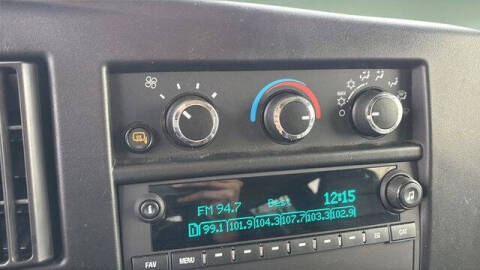 MAX
FM 94.7 Best 12:15
1 99.1 101.9 104.3 107.7 103.3 102.9
FAV MENU CAT